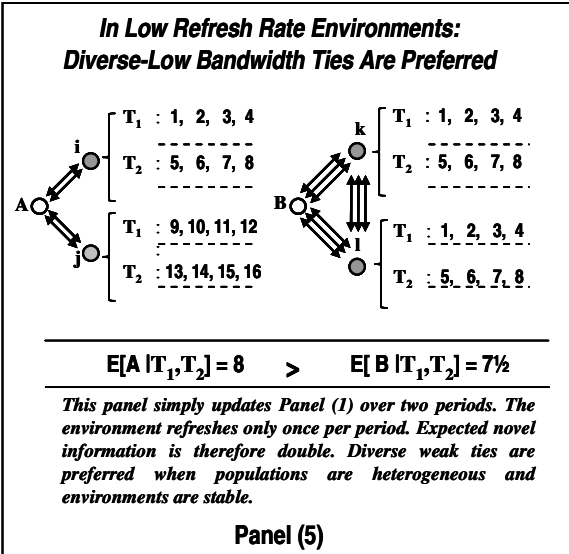 In Low Refresh Rate Environments:
Diverse-Low Bandwidth Ties Are Preferred
A
i
T1 : 1, 2, 3, 4
T2 : 5, 6, 7, 8
j
T1 : 9, 10, 11, 12
:
T2 : 13, 14, 15, 16
B
k
T1 : 1, 2, 3, 4
T2 : 5, 6, 7, 8
l
T1 : 1, 2, 3, 4
T2 : 5, 6, 7, 8
E[A |T1,T2] = 8 > E[ B |T1,T2] = 7½
This panel simply updates Panel (1) over two periods. The
environment refreshes only once per period. Expected novel
information is therefore double. Diverse weak ties are
preferred when populations are heterogeneous and
environments are stable.
Panel (5)